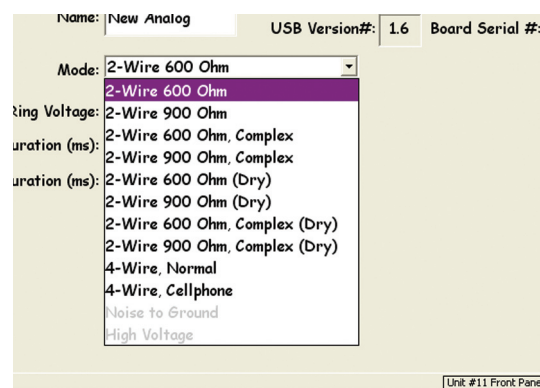 Name: New Analog
USB Version#: 1.6 Board Serial #:
Mode: 2-Wire 600 Ohm
2-Wire 600 Ohm
Ring Voltage: 2-Wire 900 Ohm
2-Wire 600 Ohm, Complex
uration (ms): 2-Wire 900 Ohm, Complex
uration (ms): 2-Wire 600 Ohm (Dry)
2-Wire 900 Ohm (Dry)
2-Wire 600 Ohm, Complex (Dry)
2-Wire 900 Ohm, Complex (Dry)
4-Wire, Normal
4-Wire, Cellphone
Noise to Ground
High Voltage
Unit #11 Front Pane